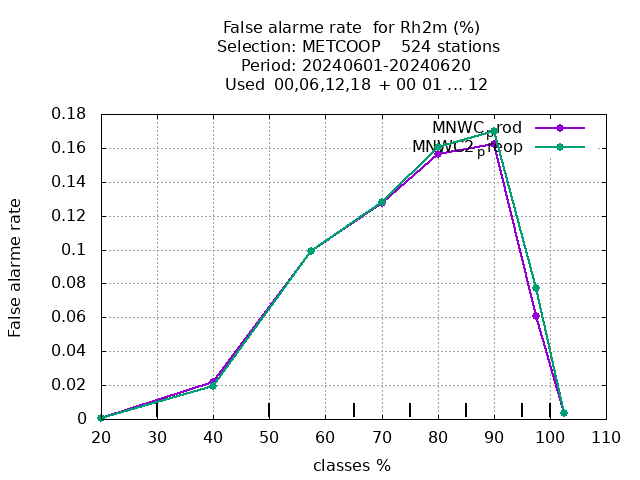 False alarme rate  for Rh2m (%)
Selection: METCOOP    524 stations
Period: 20240601-20240620
Used  00,06,12,18 + 00 01 ... 12
MNWC_prod
MNWC2_preop
0.18
0.16
0.14
0.12
0.1
0.08
0.06
0.04
0.02
0
False alarme rate
20 30 40 50 60 70 80 90 100 110
classes %